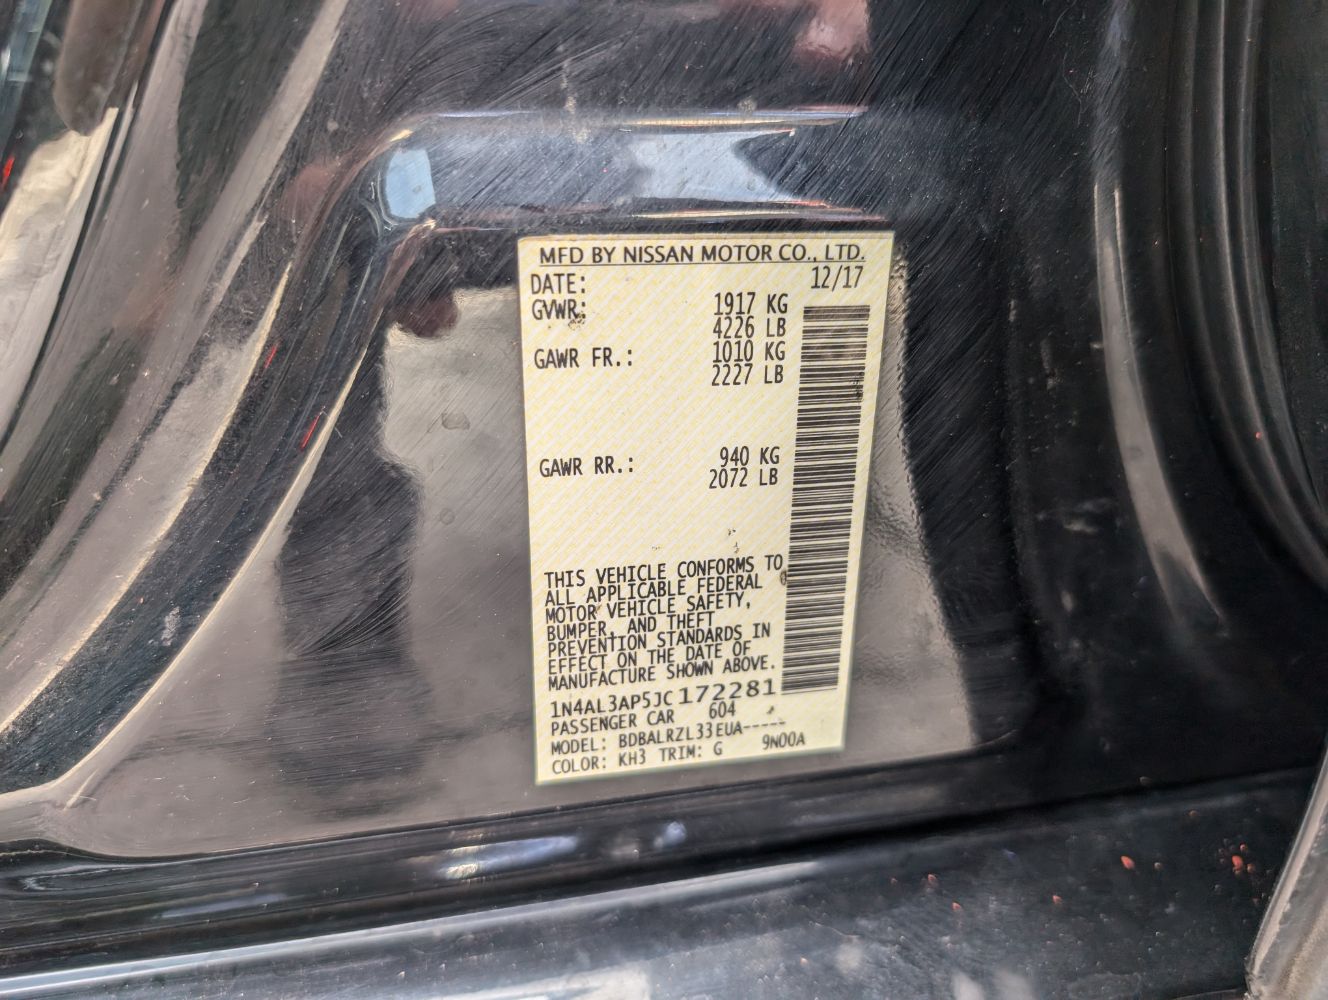 MFD BY NISSAN MOTOR CO., LTD.
DATE: 12/17
GVWR: 1917 KG
4226 LB
GAWR FR.: 1010 KG
2227 LB
GAWR RR.: 940 KG
2072 LB
THIS VEHICLE CONFORMS TO
ALL APPLICABLE FEDERAL
MOTOR VEHICLE SAFETY,
BUMPER, AND THEFT
PREVENTION STANDARDS IN
EFFECT ON THE DATE OF
MANUFACTURE SHOWN ABOVE.
1N4AL3AP5JC172281
PASSENGER CAR 604
MODEL: BDBALRZL33EUA-----
COLOR: KH3 TRIM: G 9N00A